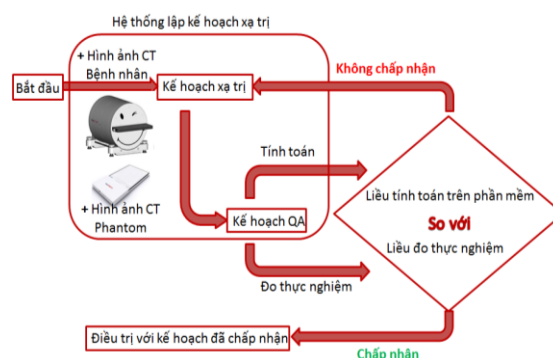 Hệ thống lập kế hoạch xạ trị
+ Hình ảnh CT
Bệnh nhân
Không chấp nhận
Bắt đầu
Kế hoạch xạ trị
Tính toán
Liều tính toán trên phần mềm
So với
Liều đo thực nghiệm
+ Hình ảnh CT
Phantom
Kế hoạch QA
Đo thực nghiệm
Điều trị với kế hoạch đã chấp nhận
Chấp nhận